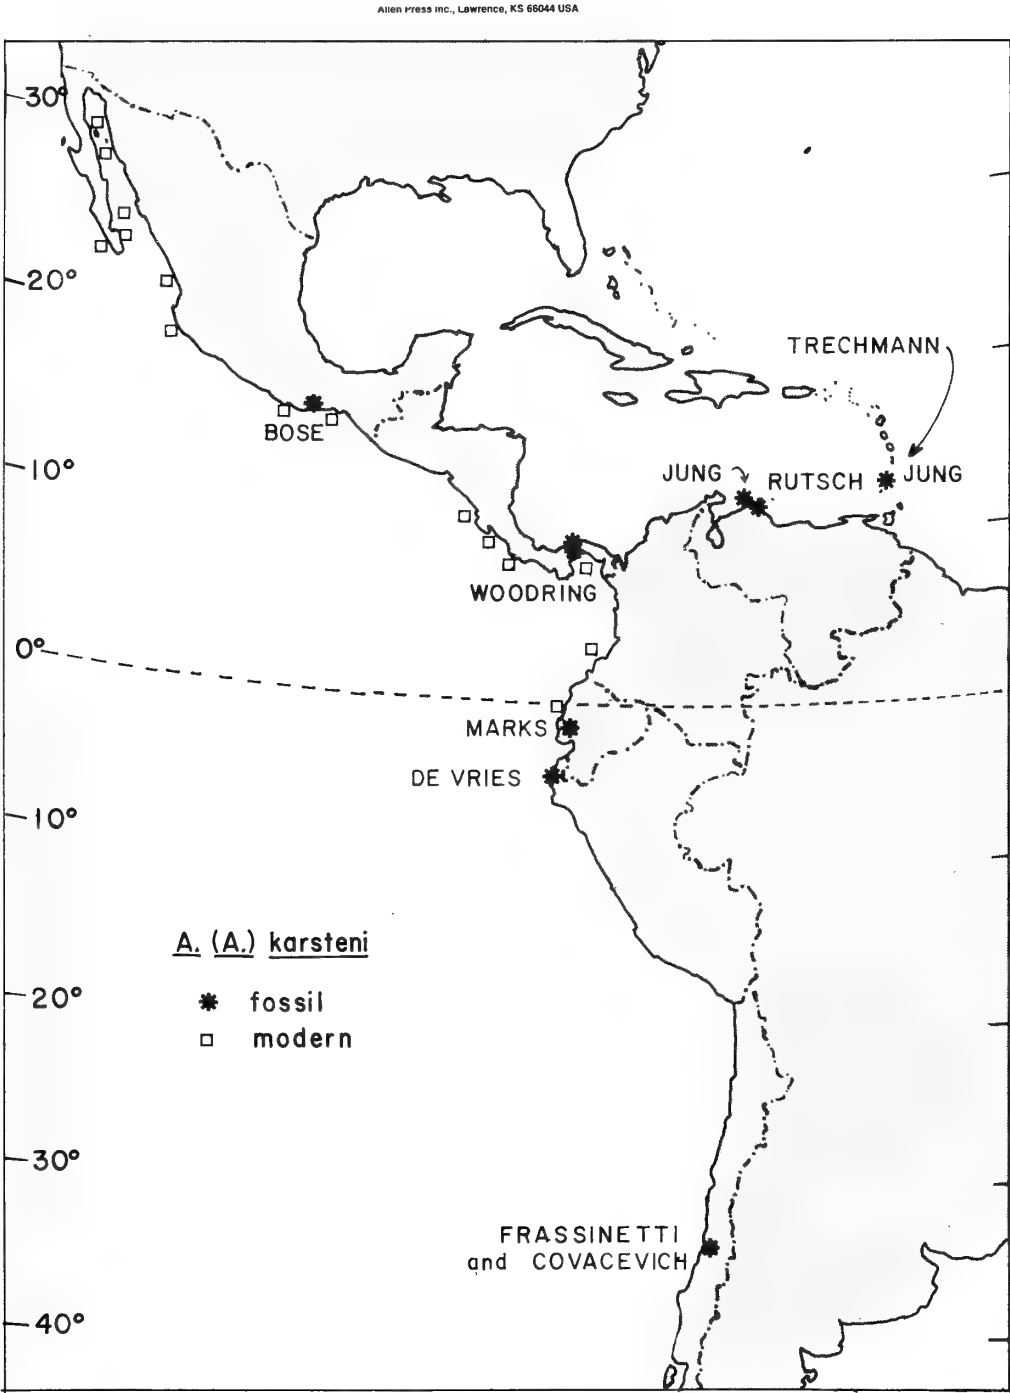 Allen Press Inc., Lawrence, KS 66044 USA
30°
20°
TRECHMANN
BOSE
10°
JUNG
RUTSCH
JUNG
WOODRING
0°
MARKS
DE VRIES
10°
A. (A.) karsteni
fossil
modern
20°
30°
FRASSINETTI
and COVACEVICH
40°